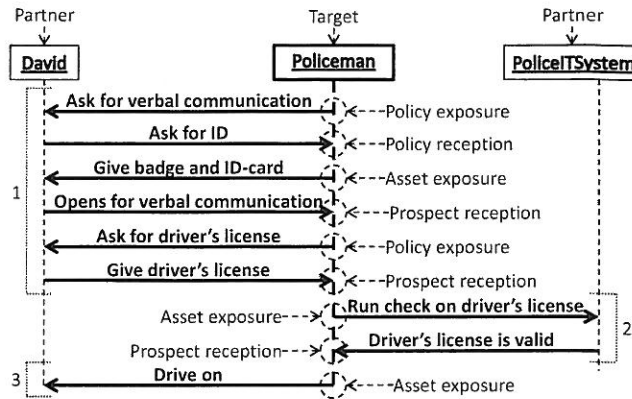 Partner Target Partner
David Policeman PoliceITSystem
Ask for verbal communication
Policy exposure
Ask for ID
Policy reception
Give badge and ID-card
Asset exposure
1
Opens for verbal communication
Prospect reception
Ask for driver's license
Policy exposure
Give driver's license
Prospect reception
Run check on driver's license
Asset exposure
2
Driver's license is valid
Prospect reception
3
Drive on
Asset exposure